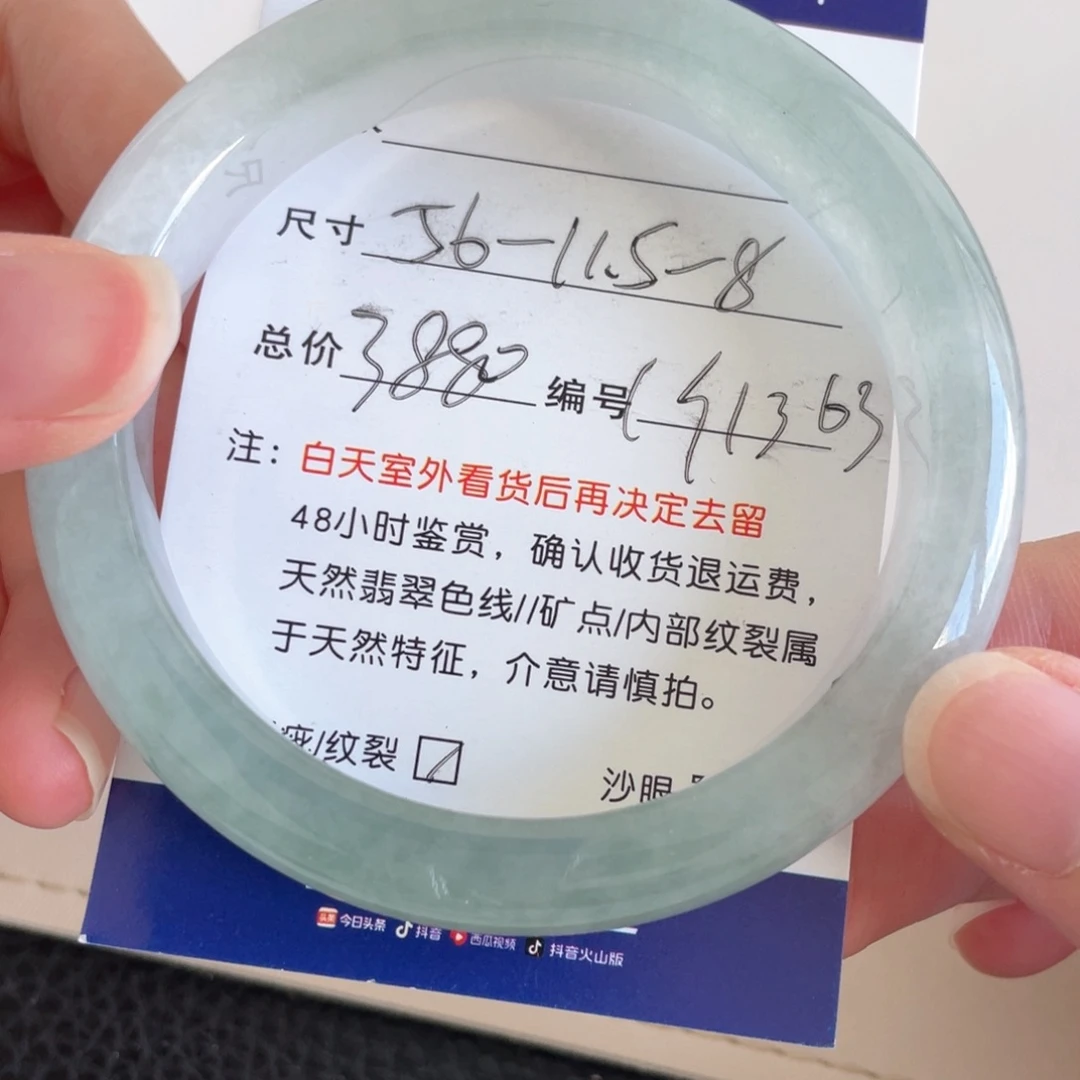 尺寸 56-11.5-8
总价 3880 编号
注：白天室外看货后再决定去留
48小时鉴赏，确认收货退运费，
天然翡翠色线//矿点/内部纹裂属
于天然特征，介意请慎拍。
/纹裂
沙眼
头条 今日头条 抖音 西瓜视频 抖音火山版